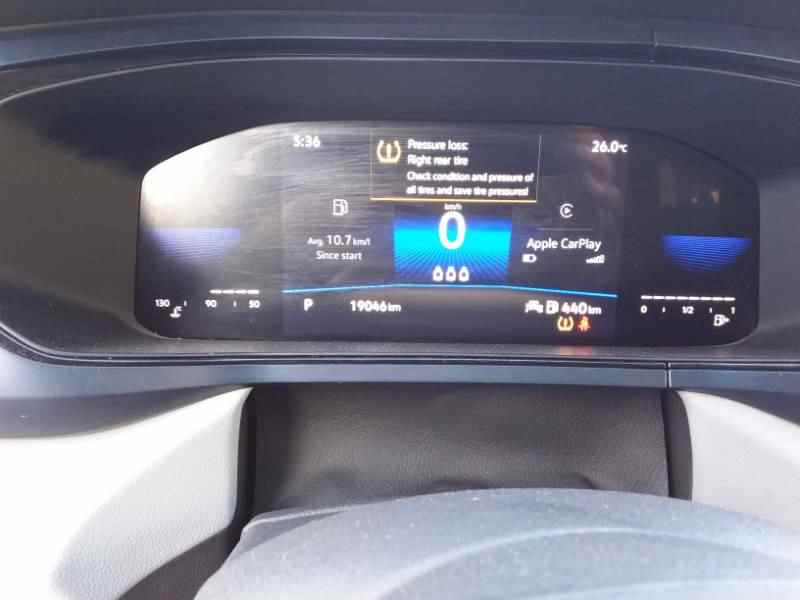 5:36
Pressure loss:
Right rear tire
Check condition and pressure of
all tires and save tire pressures!
26.0°C
km/h
0
Avg. 10.7 km/l
Since start
Apple CarPlay
130 90 50
P
19046 km
440 km
0 1/2 1